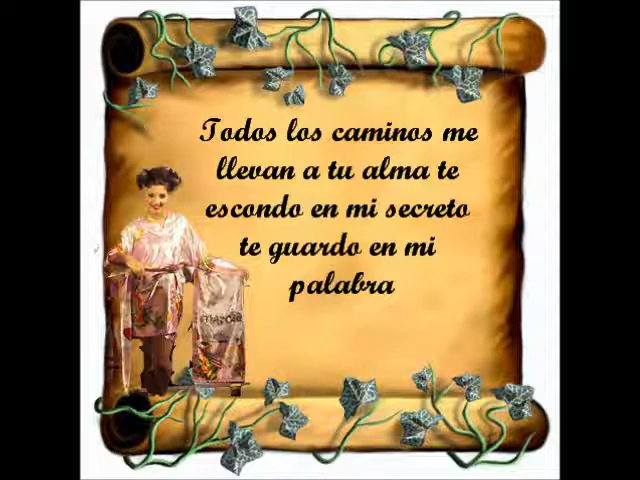 Todos los caminos me
llevan a tu alma te
escondo en mi secreto
te guardo en mi
palabra